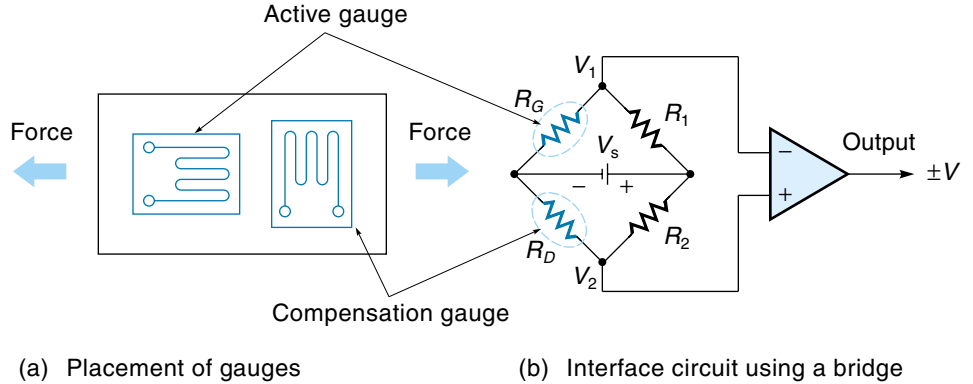 Active gauge
Force
Force
Compensation gauge
(a) Placement of gauges
V1
RG
R1
Vs
− +
RD
R2
V2
−
+
Output
±V
(b) Interface circuit using a bridge